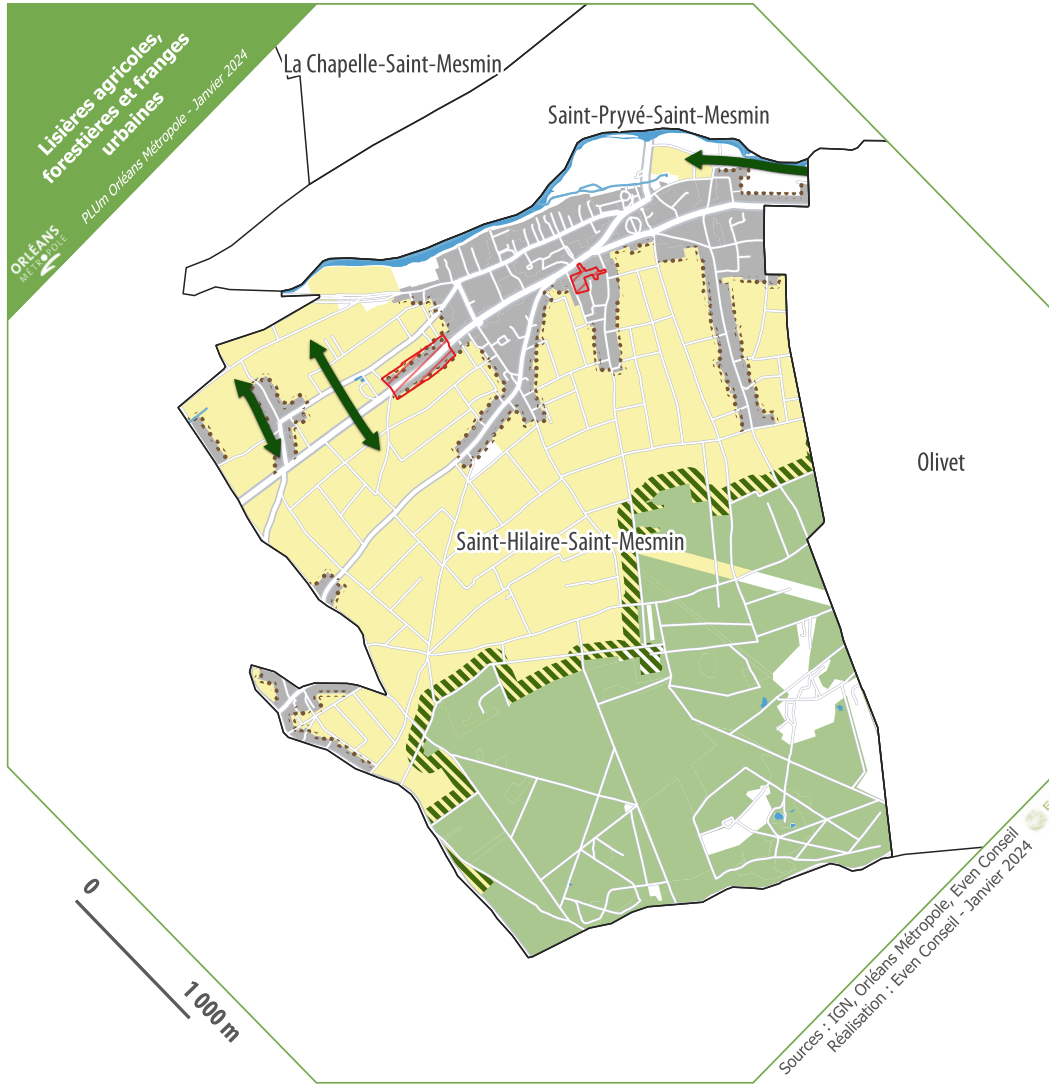 Lisières agricoles,
forestières et franges
urbaines
PLUm Orléans Métropole - Janvier 2024
ORLÉANS
MÉTROPOLE
La Chapelle-Saint-Mesmin
Saint-Pryvé-Saint-Mesmin
Olivet
Saint-Hilaire-Saint-Mesmin
0
1 000 m
Sources : IGN, Orléans Métropole, Even Conseil
Réalisation : Even Conseil - Janvier 2024